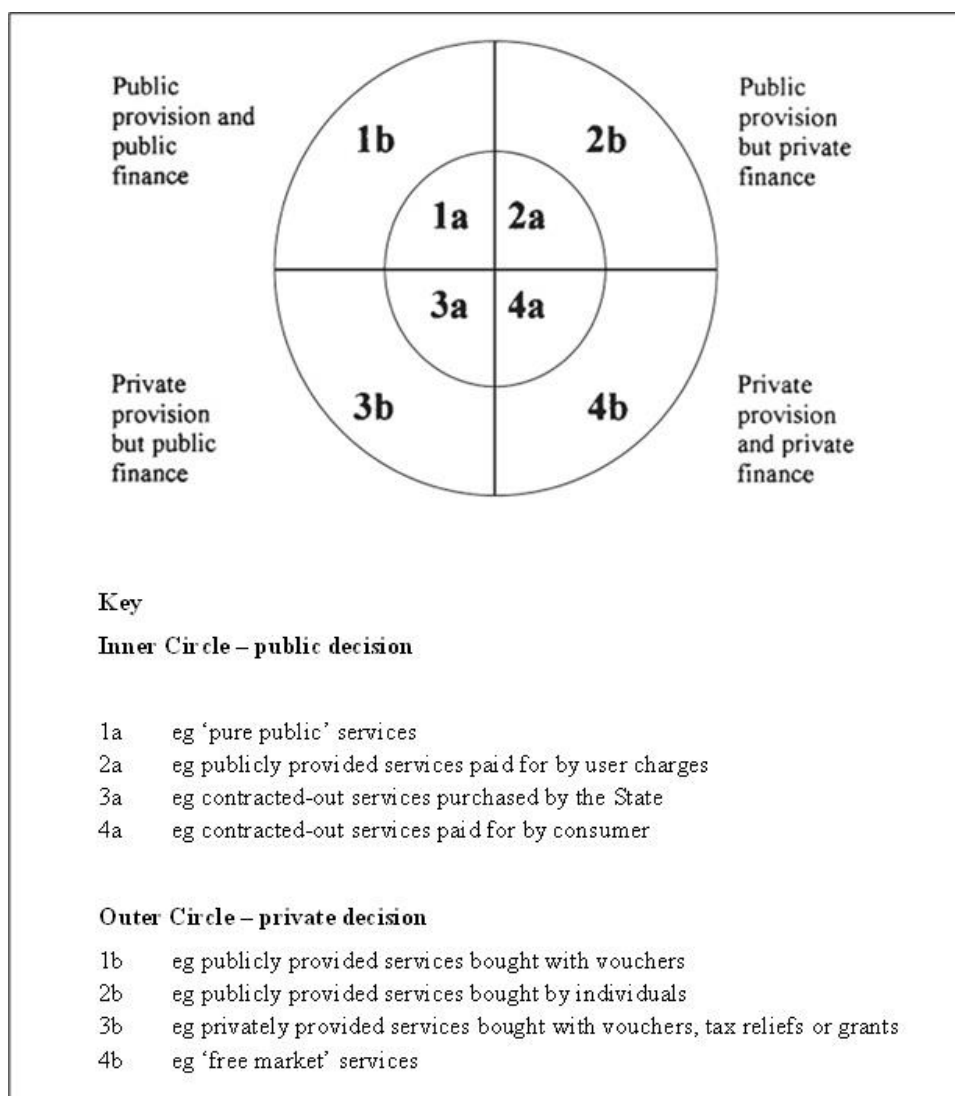 Public
provision and
public
finance
1b
2b
Public
provision
but private
finance
1a
2a
3a
4a
Private
provision
but public
finance
3b
4b
Private
provision
and private
finance
Key
Inner Circle – public decision
1a eg ‘pure public’ services
2a eg publicly provided services paid for by user charges
3a eg contracted-out services purchased by the State
4a eg contracted-out services paid for by consumer
Outer Circle – private decision
1b eg publicly provided services bought with vouchers
2b eg publicly provided services bought by individuals
3b eg privately provided services bought with vouchers, tax reliefs or grants
4b eg ‘free market’ services